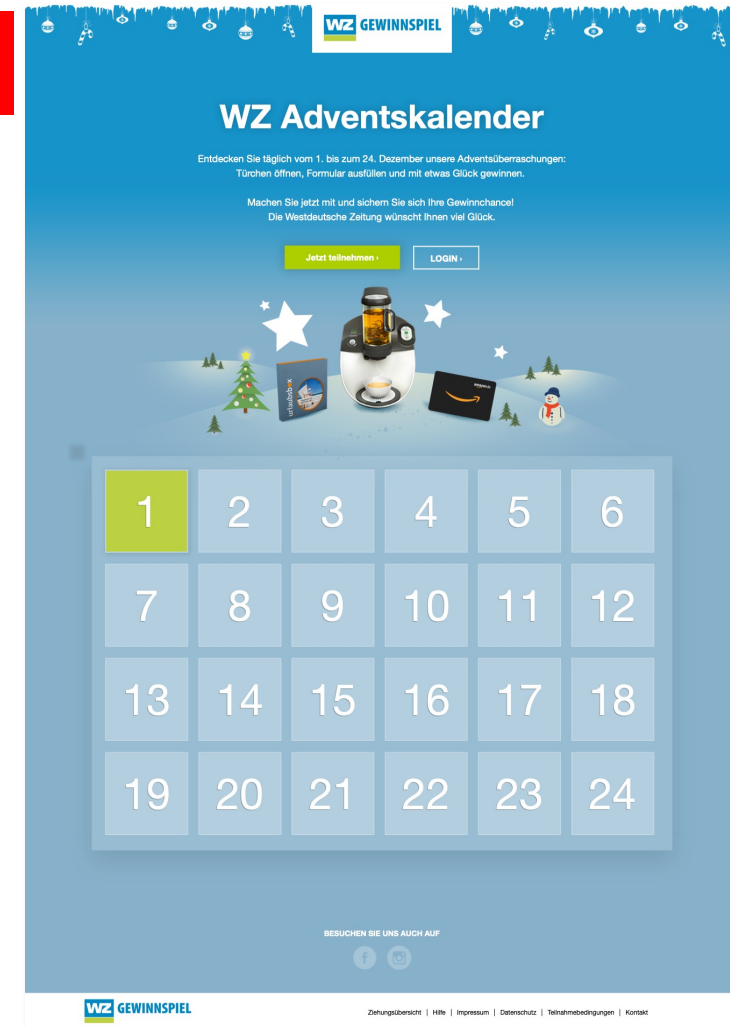 WZ GEWINNSPIEL
WZ Adventskalender
Entdecken Sie täglich vom 1. bis zum 24. Dezember unsere Adventsüberraschungen:
Türchen öffnen, Formular ausfüllen und mit etwas Glück gewinnen.
Machen Sie jetzt mit und sichern Sie sich Ihre Gewinnchance!
Die Westdeutsche Zeitung wünscht Ihnen viel Glück.
Jetzt teilnehmen ›
LOGIN ›
urlaubsbox
1 2 3 4 5 6
7 8 9 10 11 12
13 14 15 16 17 18
19 20 21 22 23 24
BESUCHEN SIE UNS AUCH AUF
WZ GEWINNSPIEL
Ziehungsübersicht | Hilfe | Impressum | Datenschutz | Teilnahmebedingungen | Kontakt